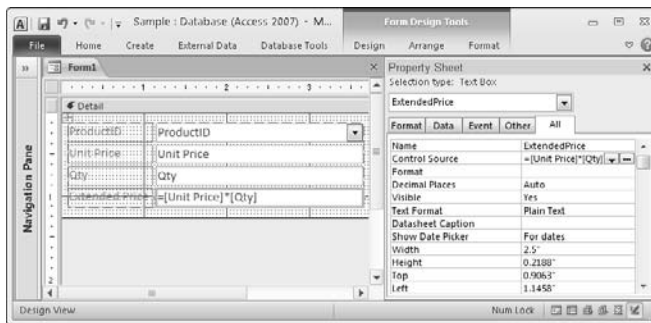 A
Sample : Database (Access 2007) - M...
Form Design Tools
File Home Create External Data Database Tools Design Arrange Format
Form1
Detail
ProductID ProductID
Unit Price Unit Price
Qty Qty
Extended Price =[Unit Price]*[Qty]
Navigation Pane
Property Sheet
Selection type: Text Box
ExtendedPrice
Format Data Event Other All
Name ExtendedPrice
Control Source =[Unit Price]*[Qty]
Format
Decimal Places Auto
Visible Yes
Text Format Plain Text
Datasheet Caption
Show Date Picker For dates
Width 2.5"
Height 0.2188"
Top 0.9063"
Left 1.1458"
Design View
Num Lock